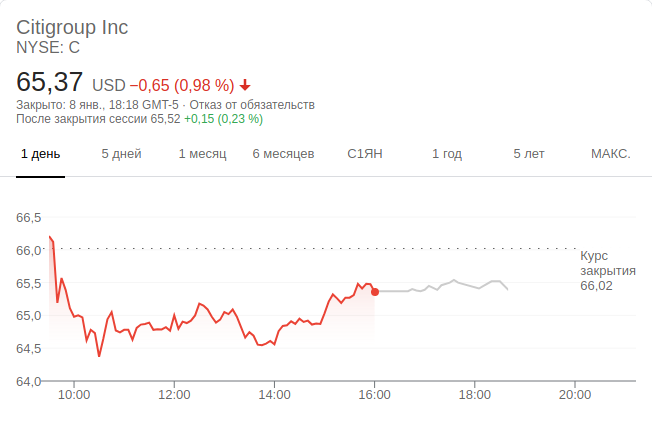 Citigroup Inc
NYSE: C
65,37 USD −0,65 (0,98 %)
Закрыто: 8 янв., 18:18 GMT-5 · Отказ от обязательств
После закрытия сессии 65,52 +0,15 (0,23 %)
1 день 5 дней 1 месяц 6 месяцев С1ЯН 1 год 5 лет МАКС.
66,5
66,0
65,5
65,0
64,5
64,0
Курс
закрытия
66,02
10:00 12:00 14:00 16:00 18:00 20:00